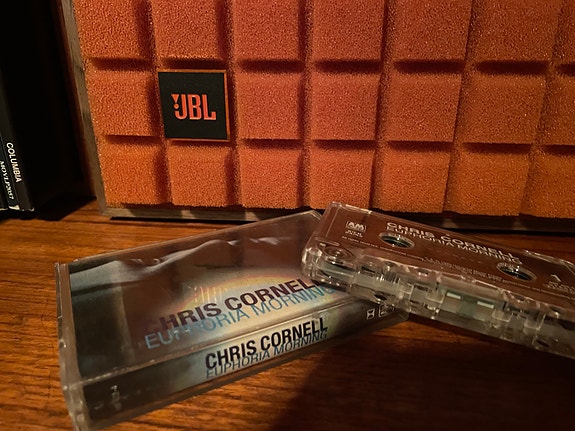 JBL
COLUMBIA
A&M
CHRIS CORNELL
EUPHORIA MORNING
CHRIS CORNELL
EUPHORIA MORNING
CHRIS CORNELL
EUPHORIA MORNING